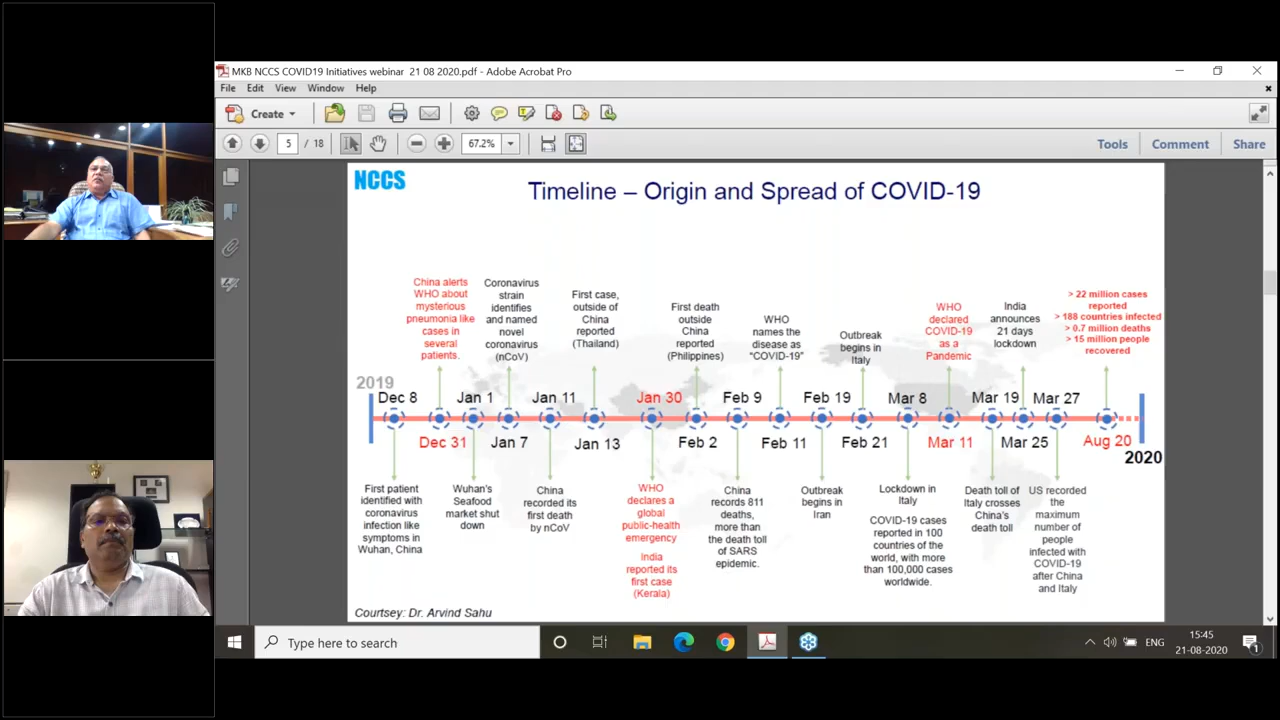 MKB NCCS COVID19 Initiatives webinar 21 08 2020.pdf - Adobe Acrobat Pro
File Edit View Window Help
Create
5 / 18
67.2%
Tools Comment Share
NCCS
Timeline – Origin and Spread of COVID-19
China alerts
WHO about
mysterious
pneumonia like
cases in
several
patients.
Coronavirus
strain
identifies
and named
novel
coronavirus
(nCoV)
First case,
outside of
China
reported
(Thailand)
First death
outside
China
reported
(Philippines)
WHO
names the
disease as
"COVID-19"
Outbreak
begins in
Italy
WHO
declared
COVID-19
as a
Pandemic
India
announces
21 days
lockdown
> 22 million cases
reported
> 188 countries infected
> 0.7 million deaths
> 15 million people
recovered
2019
Dec 8
Jan 1
Jan 11
Jan 30
Feb 9
Feb 19
Mar 8
Mar 19
Mar 27
Dec 31
Jan 7
Jan 13
Feb 2
Feb 11
Feb 21
Mar 11
Mar 25
Aug 20
2020
First patient
identified with
coronavirus
infection like
symptoms in
Wuhan, China
Wuhan's
Seafood
market shut
down
China
recorded its
first death
by nCoV
WHO
declares a
global
public-health
emergency
India
reported its
first case
(Kerala)
China
records 811
deaths,
more than
the death toll
of SARS
epidemic.
Outbreak
begins in
Iran
Lockdown in
Italy
COVID-19 cases
reported in 100
countries of the
world, with more
than 100,000 cases
worldwide.
Death toll of
Italy crosses
China's
death toll
US recorded
the
maximum
number of
people
infected with
COVID-19
after China
and Italy
Courtsey: Dr. Arvind Sahu
Type here to search
ENG
15:45
21-08-2020
1